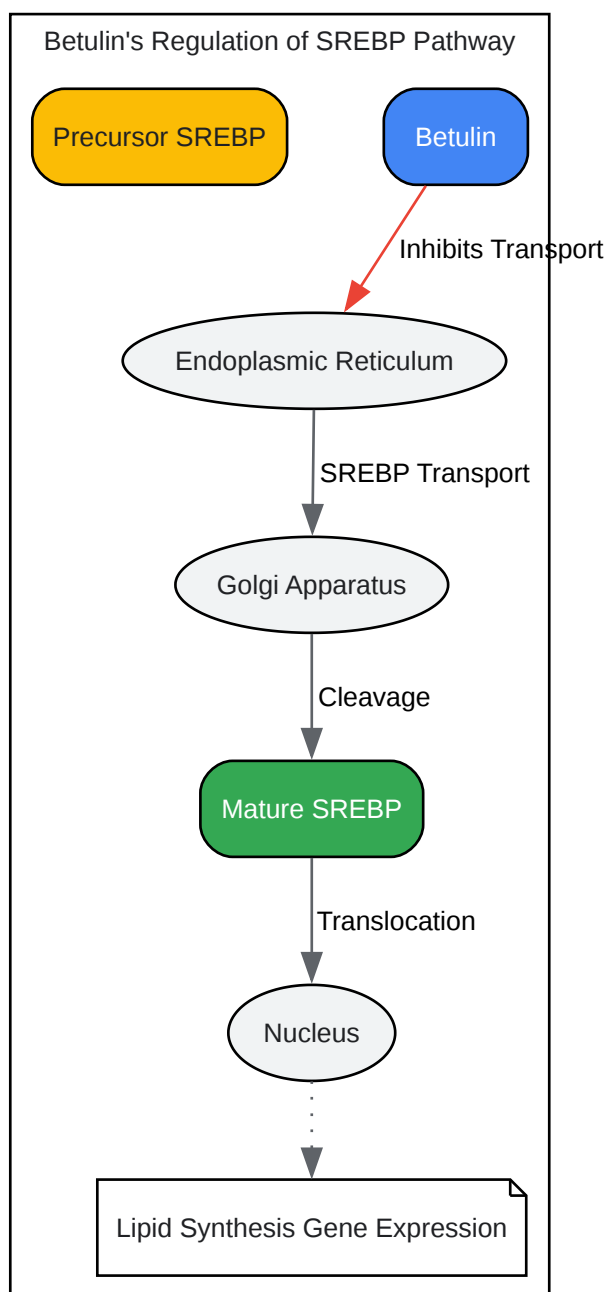 Betulin's Regulation of SREBP Pathway
Precursor SREBP
Betulin
Inhibits Transport
Endoplasmic Reticulum
SREBP Transport
Golgi Apparatus
Cleavage
Mature SREBP
Translocation
Nucleus
Lipid Synthesis Gene Expression